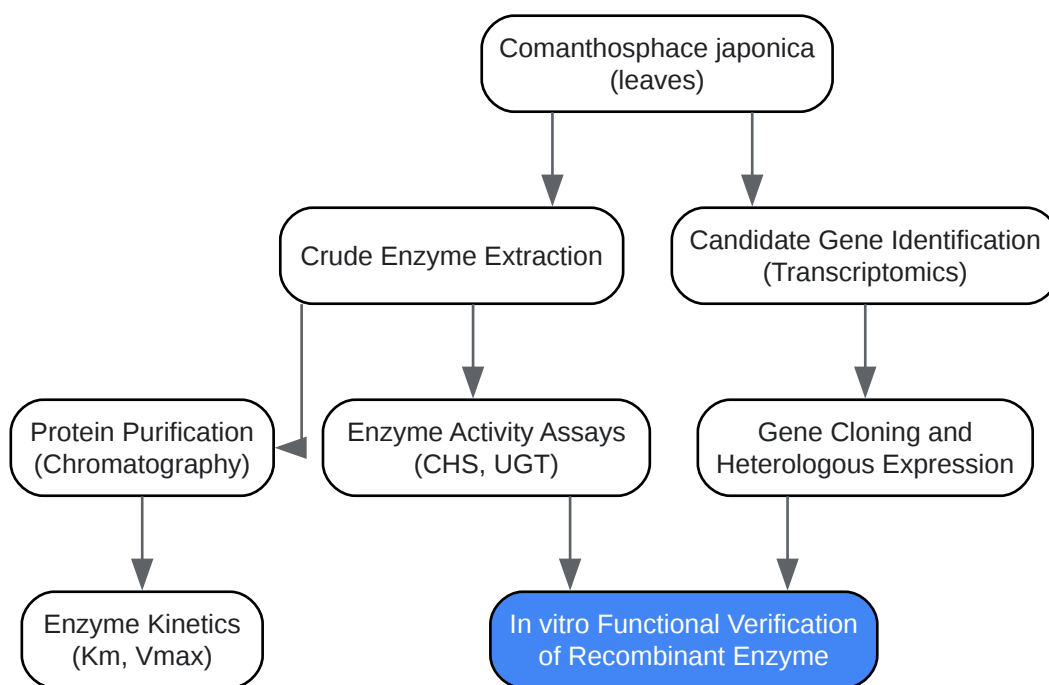 Comanthosphace japonica
(leaves)
Crude Enzyme Extraction
Candidate Gene Identification
(Transcriptomics)
Protein Purification
(Chromatography)
Enzyme Activity Assays
(CHS, UGT)
Gene Cloning and
Heterologous Expression
Enzyme Kinetics
(Km, Vmax)
In vitro Functional Verification
of Recombinant Enzyme